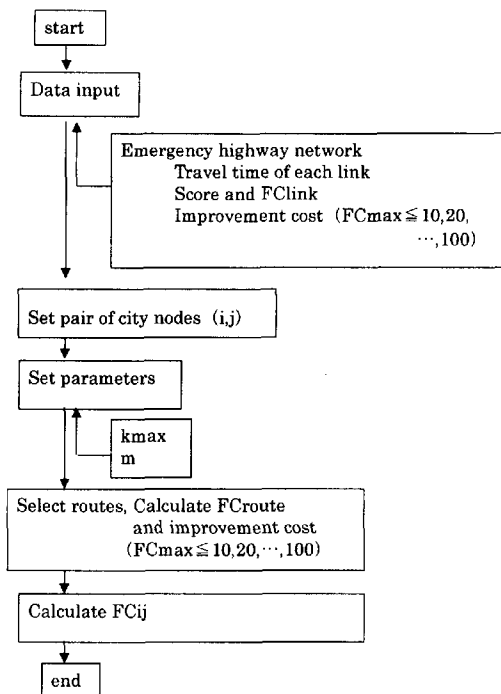 start
Data input
Emergency highway network
Travel time of each link
Score and FClink
Improvement cost (FCmax≦10,20,
…,100)
Set pair of city nodes (i,j)
Set parameters
kmax
m
Select routes, Calculate FCroute
and improvement cost
(FCmax≦10,20,…,100)
Calculate FCij
end